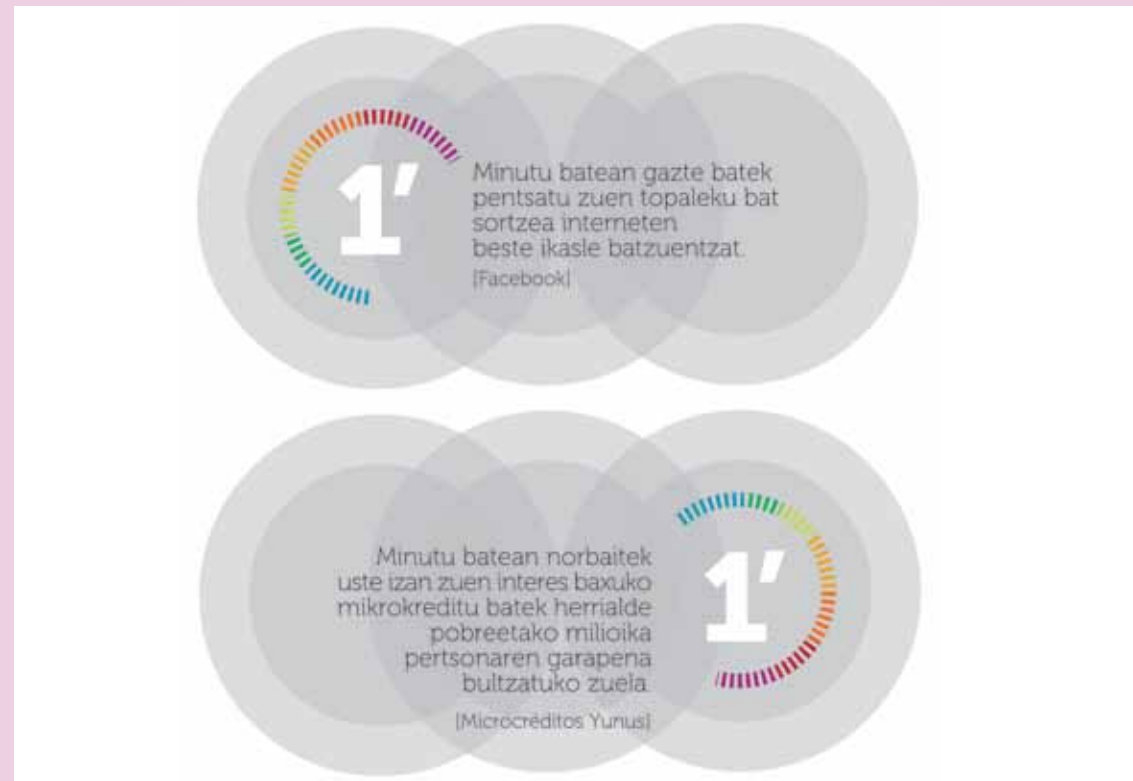 1’
Minutu batean gazte batek
pentsatu zuen topaleku bat
sortzea interneten
beste ikasle batzuentzat.
[Facebook]
Minutu batean norbaitek
uste izan zuen interes baxuko
mikrokreditu batek herrialde
pobreetako milioika
pertsonaren garapena
bultzatuko zuela.
[Microcréditos Yunus]
1’